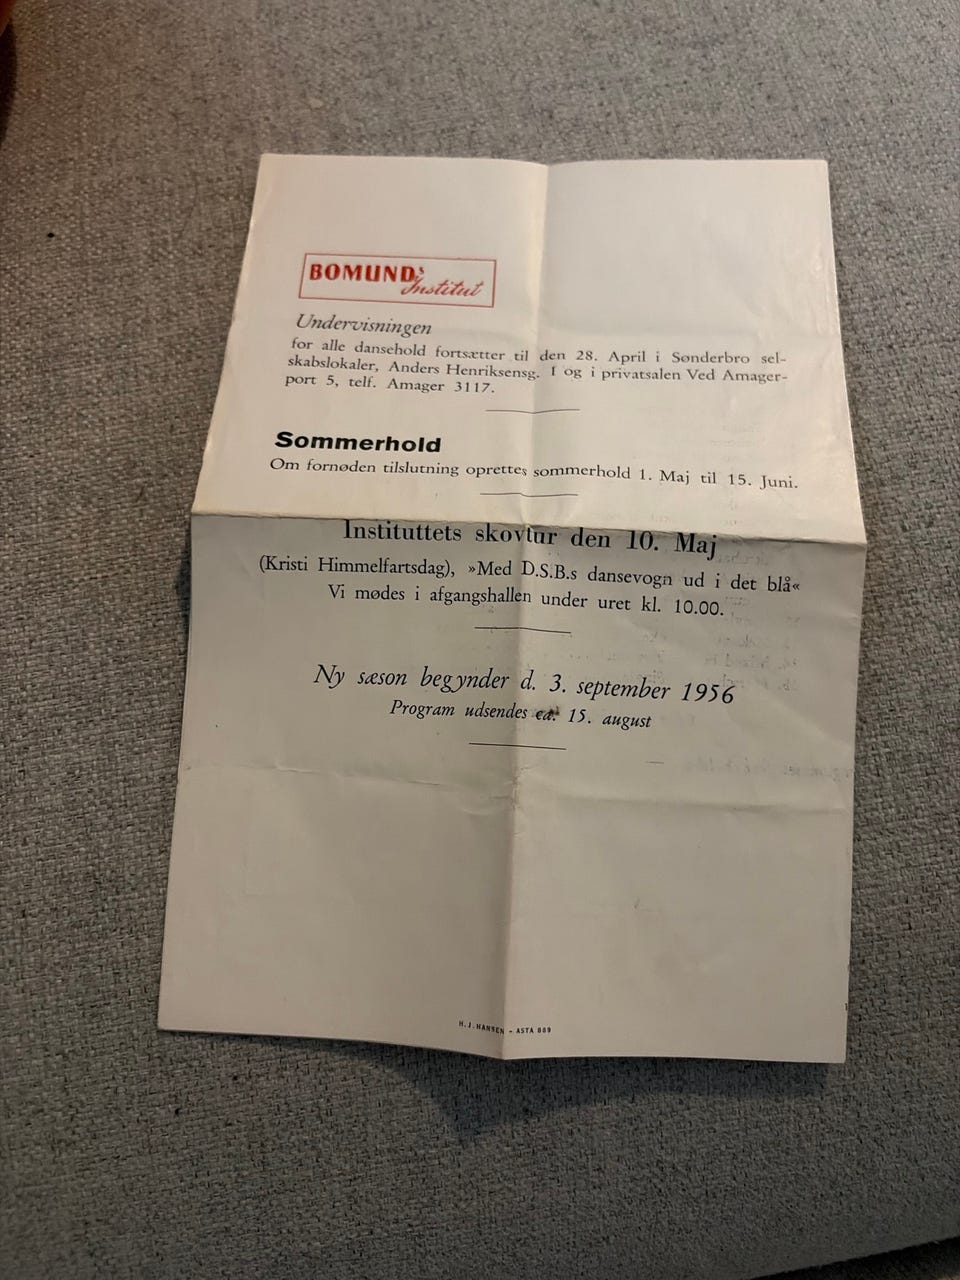 BOMUND's Institut
Undervisningen
for alle dansehold fortsætter til den 28. April i Sønderbro sel-
skabslokaler, Anders Henriksensg. 1 og i privatsalen Ved Amager-
port 5, telf. Amager 3117.
Sommerhold
Om fornøden tilslutning oprettes sommerhold 1. Maj til 15. Juni.
Instituttets skovtur den 10. Maj
(Kristi Himmelfartsdag), »Med D.S.B.s dansevogn ud i det blå«
Vi mødes i afgangshallen under uret kl. 10.00.
Ny sæson begynder d. 3. september 1956
Program udsendes ca. 15. august
H.J.HANSEN - ASTA 889